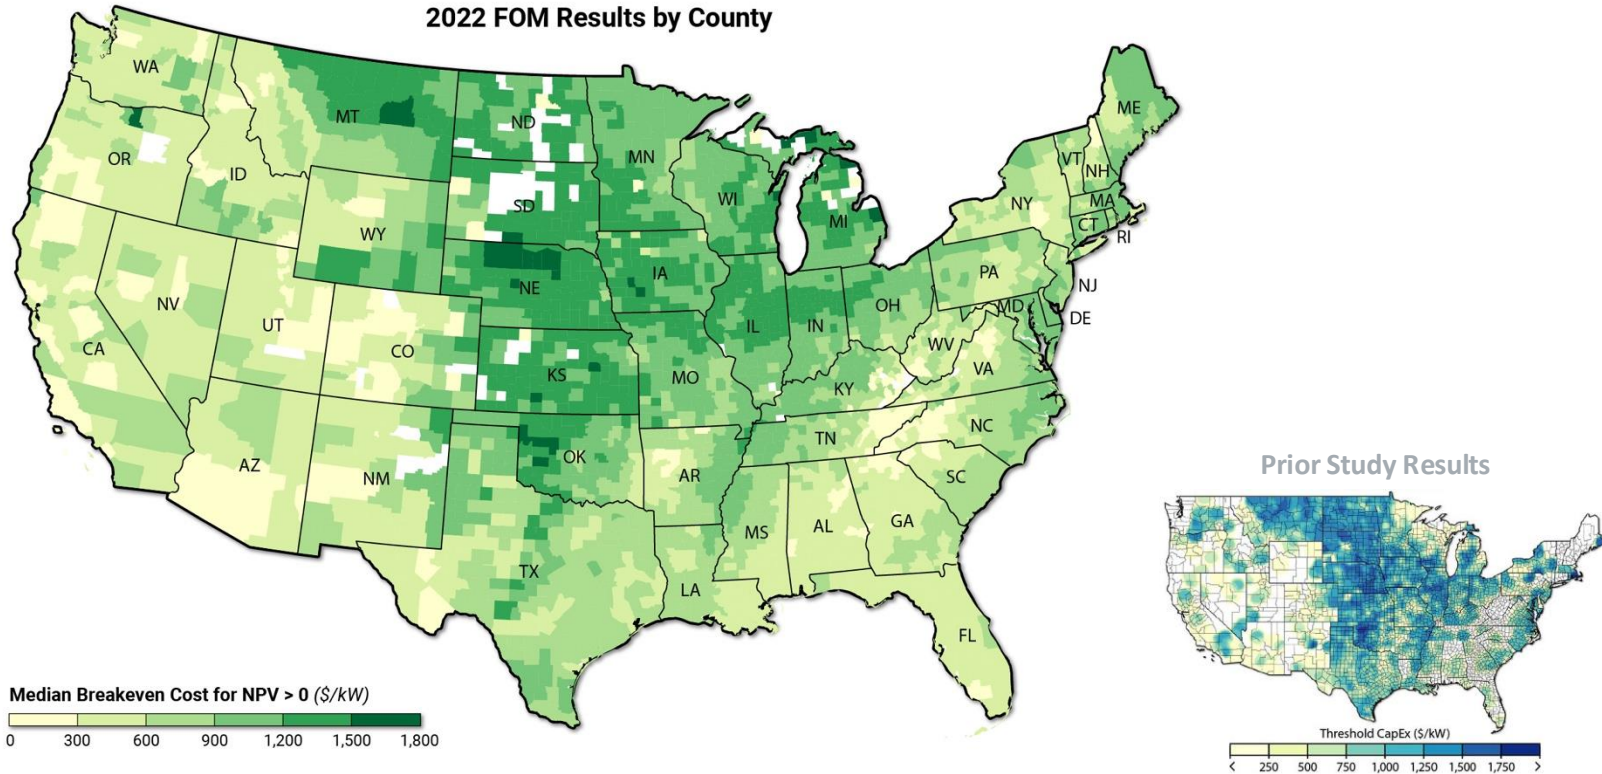 2022 FOM Results by County
WA
MT
ND
MN
ME
OR
ID
SD
WI
VT
NH
NY
MA
MI
CT
RI
WY
IA
NE
PA
NJ
NV
UT
CO
IL
IN
OH
MD
DE
WV
CA
KS
MO
KY
VA
NC
TN
AZ
NM
OK
AR
SC
MS
AL
GA
TX
LA
FL
Median Breakeven Cost for NPV > 0 ($/kW)
0 300 600 900 1,200 1,500 1,800
Prior Study Results
Threshold CapEx ($/kW)
< 250 500 750 1,000 1,250 1,500 1,750 >